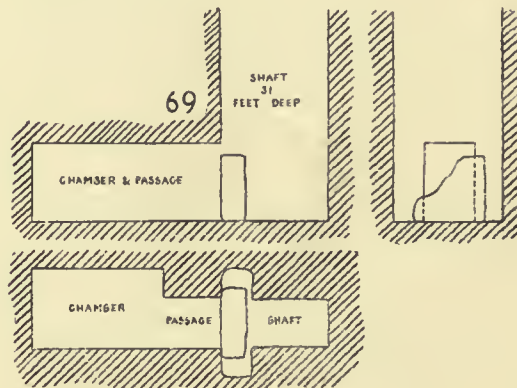 SHAFT
31
FEET DEEP
69
CHAMBER & PASSAGE
CHAMBER
PASSAGE
SHAFT